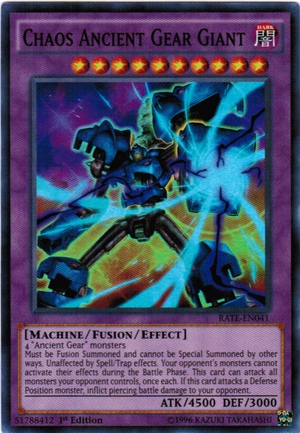 CHAOS ANCIENT GEAR GIANT
DARK
闇
RATE-EN041
[MACHINE/FUSION/EFFECT]
4 "Ancient Gear" monsters
Must be Fusion Summoned and cannot be Special Summoned by other
ways. Unaffected by Spell/Trap effects. Your opponent's monsters cannot
activate their effects during the Battle Phase. This card can attack all
monsters your opponent controls, once each. If this card attacks a Defense
Position monster, inflict piercing battle damage to your opponent.
ATK/4500 DEF/3000
51788412 1st Edition ©1996 KAZUKI TAKAHASHI